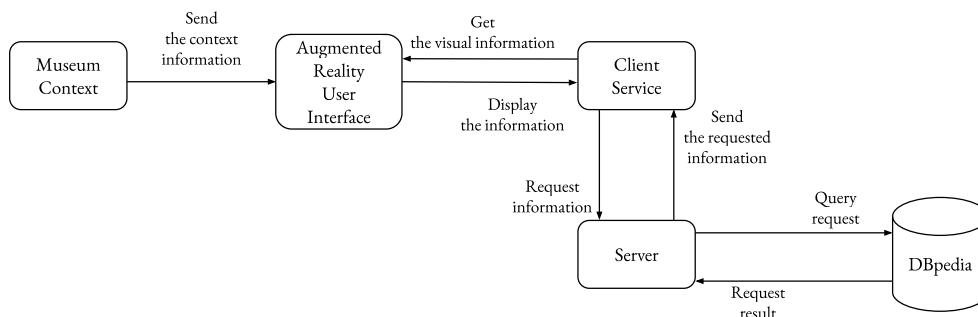 Send
the context
information
Museum
Context
Augmented
Reality
User
Interface
Get
the visual information
Display
the information
Client
Service
Send
the requested
information
Request
information
Server
Query
request
DBpedia
Request
result